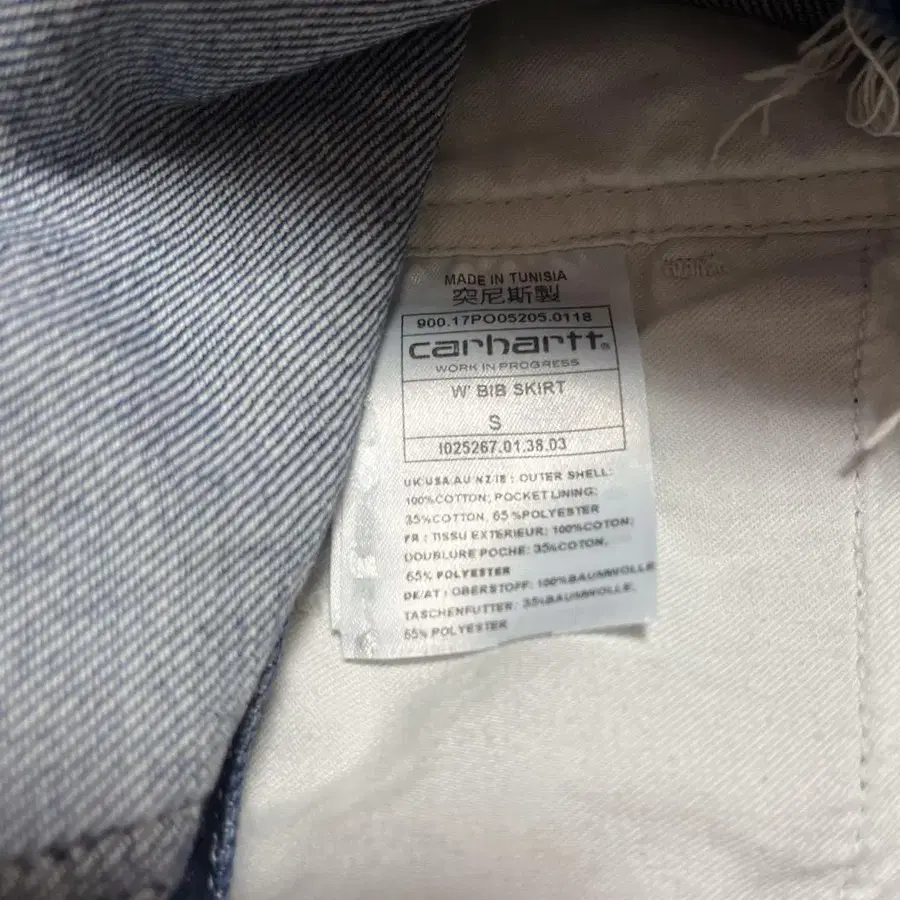 MADE IN TUNISIA
突尼斯製
900.17PO05205.0118
carhartt®
WORK IN PROGRESS
W' BIB SKIRT
S
I025267.01.38.03
UK/USA/AU/NZ/IE : OUTER SHELL:
100%COTTON; POCKET LINING:
35%COTTON, 65%POLYESTER
FR : TISSU EXTERIEUR: 100%COTON;
DOUBLURE POCHE: 35%COTON,
65% POLYESTER
DE/AT : OBERSTOFF: 100%BAUMWOLLE
TASCHENFUTTER: 35%BAUMWOLLE,
65% POLYESTER